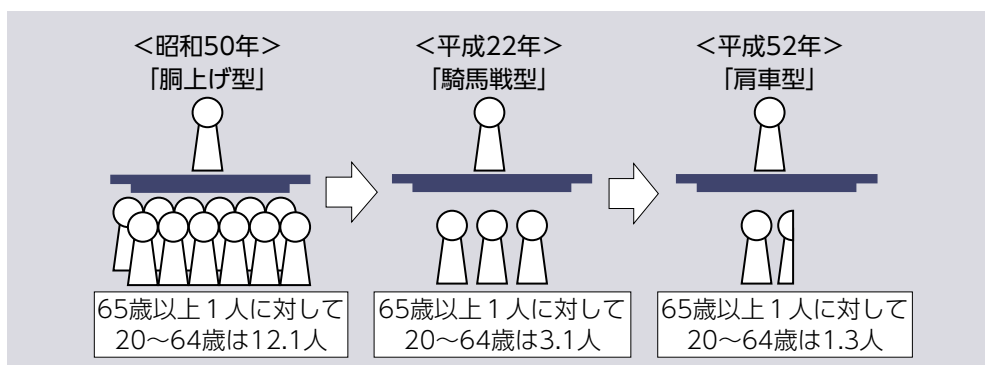 ＜昭和50年＞
「胴上げ型」
65歳以上１人に対して
20〜64歳は12.1人
＜平成22年＞
「騎馬戦型」
65歳以上１人に対して
20〜64歳は3.1人
＜平成52年＞
「肩車型」
65歳以上１人に対して
20〜64歳は1.3人